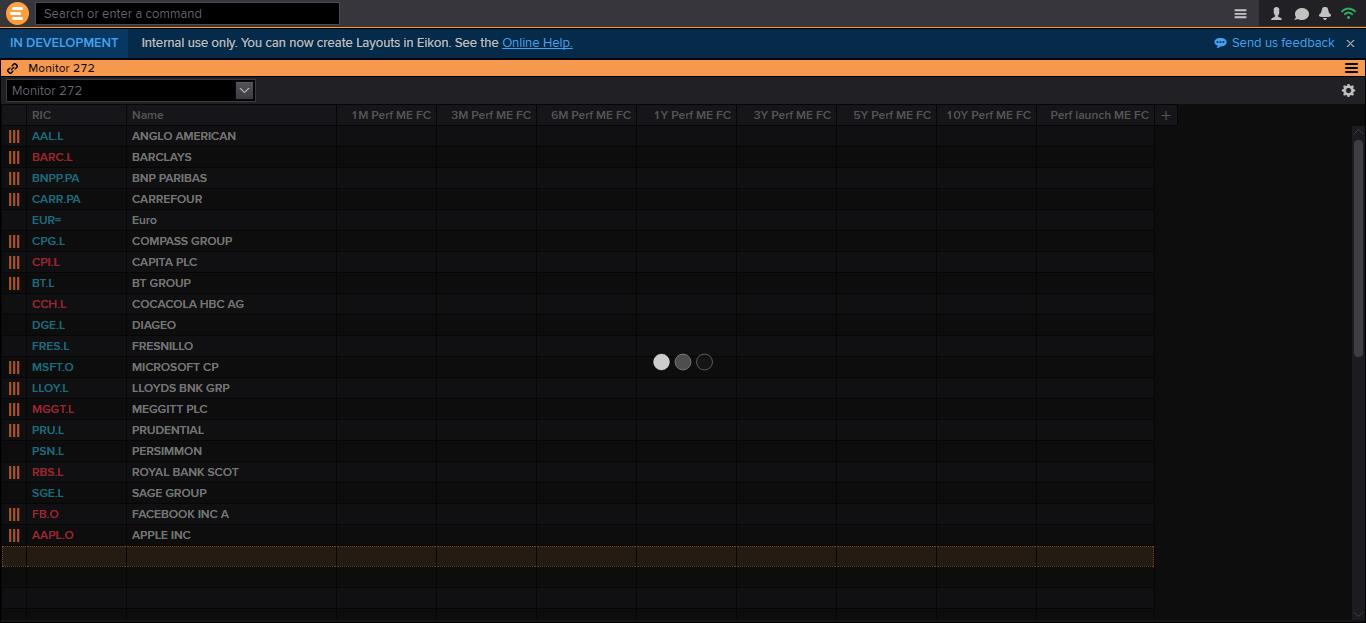 Search or enter a command
IN DEVELOPMENT Internal use only. You can now create Layouts in Eikon. See the Online Help. Send us feedback
Monitor 272
Monitor 272
RIC Name 1M Perf ME FC 3M Perf ME FC 6M Perf ME FC 1Y Perf ME FC 3Y Perf ME FC 5Y Perf ME FC 10Y Perf ME FC Perf launch ME FC +
AAL.L ANGLO AMERICAN
BARC.L BARCLAYS
BNPP.PA BNP PARIBAS
CARR.PA CARREFOUR
EUR= Euro
CPG.L COMPASS GROUP
CPI.L CAPITA PLC
BT.L BT GROUP
CCH.L COCACOLA HBC AG
DGE.L DIAGEO
FRES.L FRESNILLO
MSFT.O MICROSOFT CP
LLOY.L LLOYDS BNK GRP
MGGT.L MEGGITT PLC
PRU.L PRUDENTIAL
PSN.L PERSIMMON
RBS.L ROYAL BANK SCOT
SGE.L SAGE GROUP
FB.O FACEBOOK INC A
AAPL.O APPLE INC